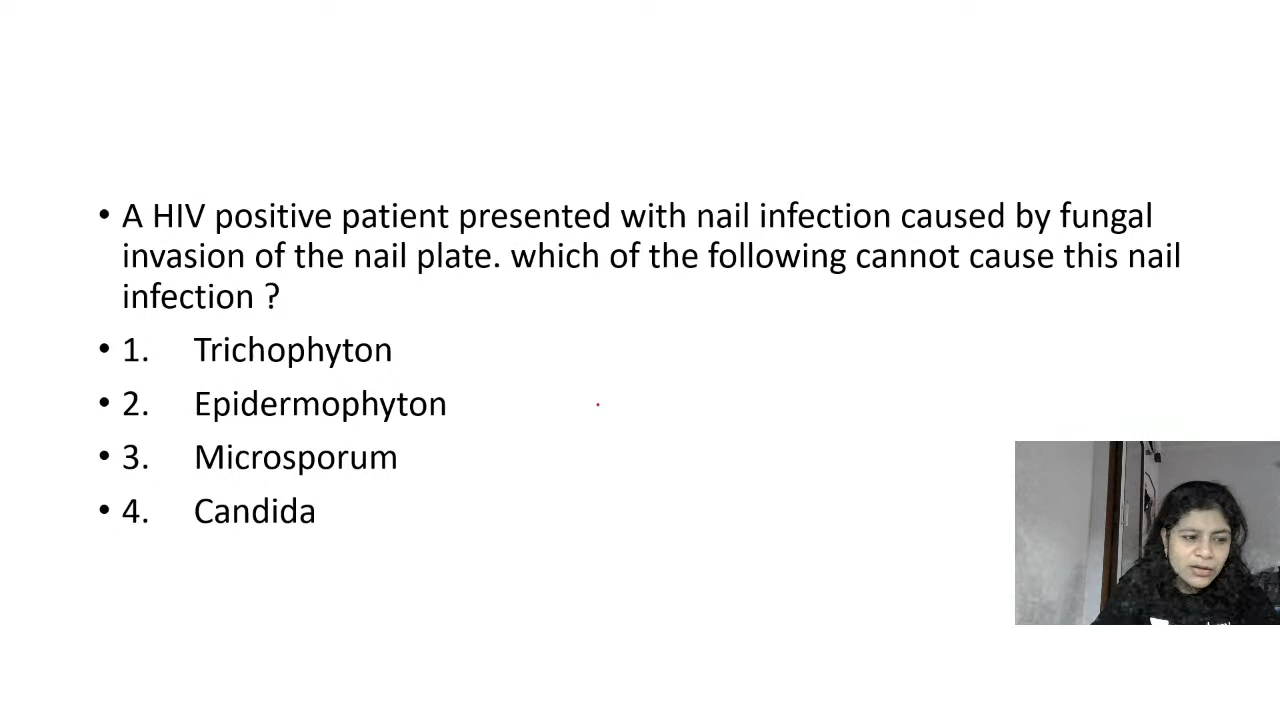 • A HIV positive patient presented with nail infection caused by fungal
invasion of the nail plate. which of the following cannot cause this nail
infection ?
• 1. Trichophyton
• 2. Epidermophyton
• 3. Microsporum
• 4. Candida